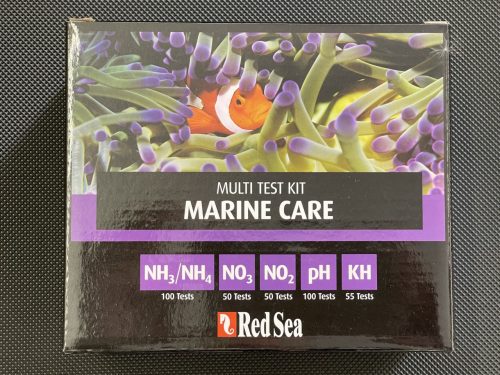 MULTI TEST KIT
MARINE CARE
NH₃/NH₄ NO₃ NO₂ pH KH
100 Tests 50 Tests 50 Tests 100 Tests 55 Tests
Red Sea